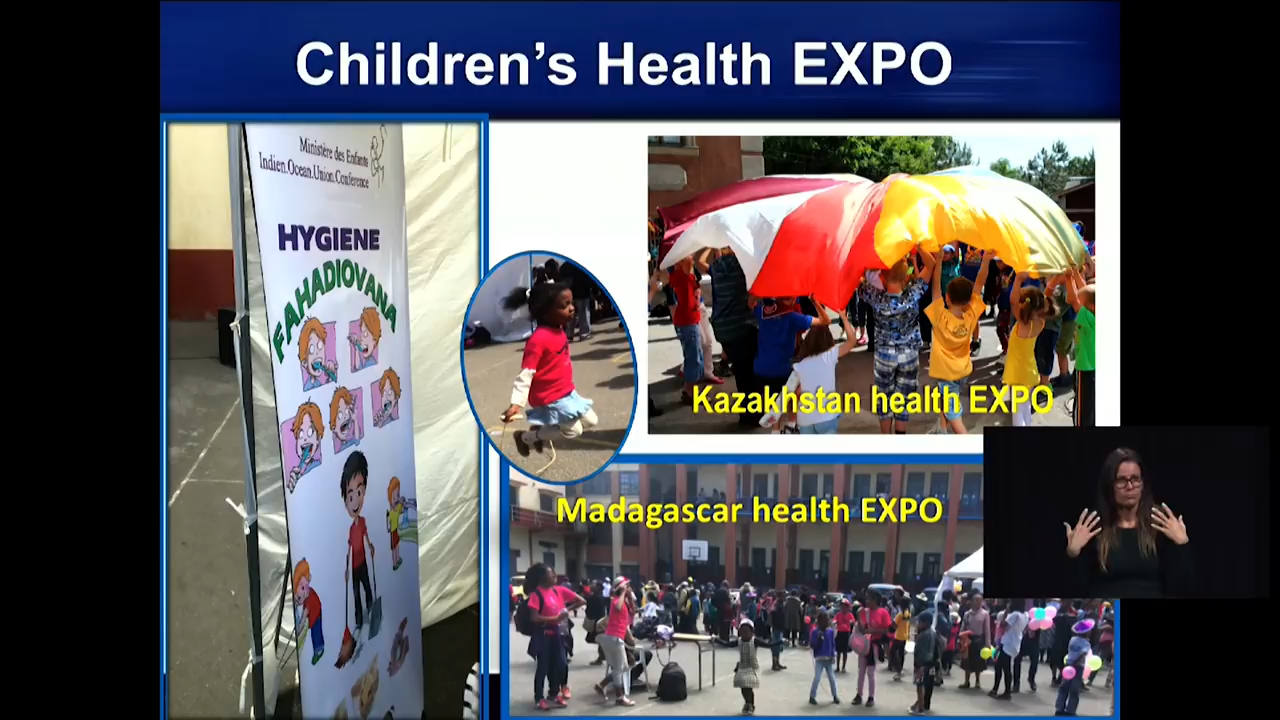 Children's Health EXPO
Ministère des Enfants
Indien.Ocean.Union.Conference
HYGIENE
FAHADIOVANA
Kazakhstan health EXPO
Madagascar health EXPO